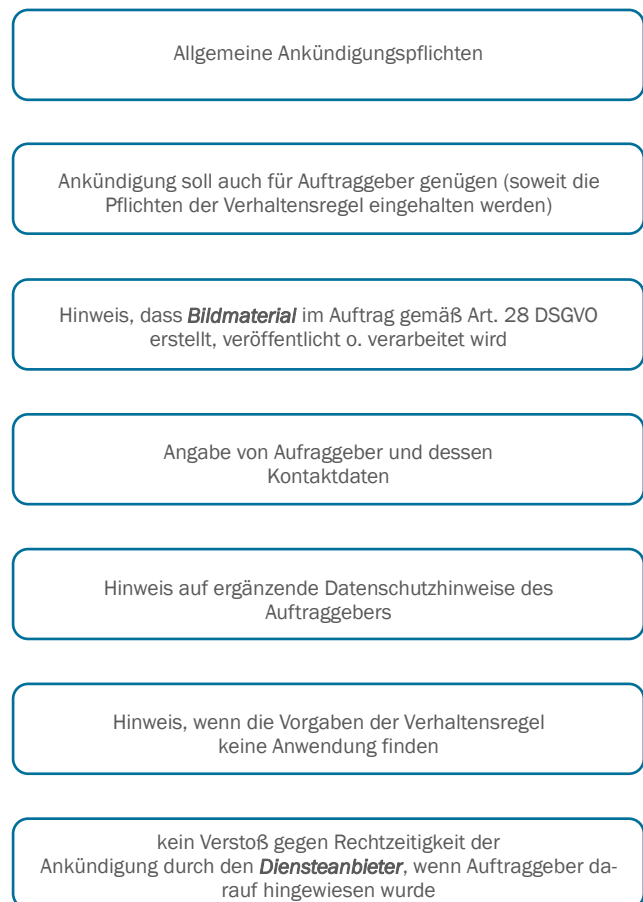 Allgemeine Ankündigungspflichten
Ankündigung soll auch für Auftraggeber genügen (soweit die
Pflichten der Verhaltensregel eingehalten werden)
Hinweis, dass Bildmaterial im Auftrag gemäß Art. 28 DSGVO
erstellt, veröffentlicht o. verarbeitet wird
Angabe von Aufraggeber und dessen
Kontaktdaten
Hinweis auf ergänzende Datenschutzhinweise des
Auftraggebers
Hinweis, wenn die Vorgaben der Verhaltensregel
keine Anwendung finden
kein Verstoß gegen Rechtzeitigkeit der
Ankündigung durch den Diensteanbieter, wenn Auftraggeber da-
rauf hingewiesen wurde